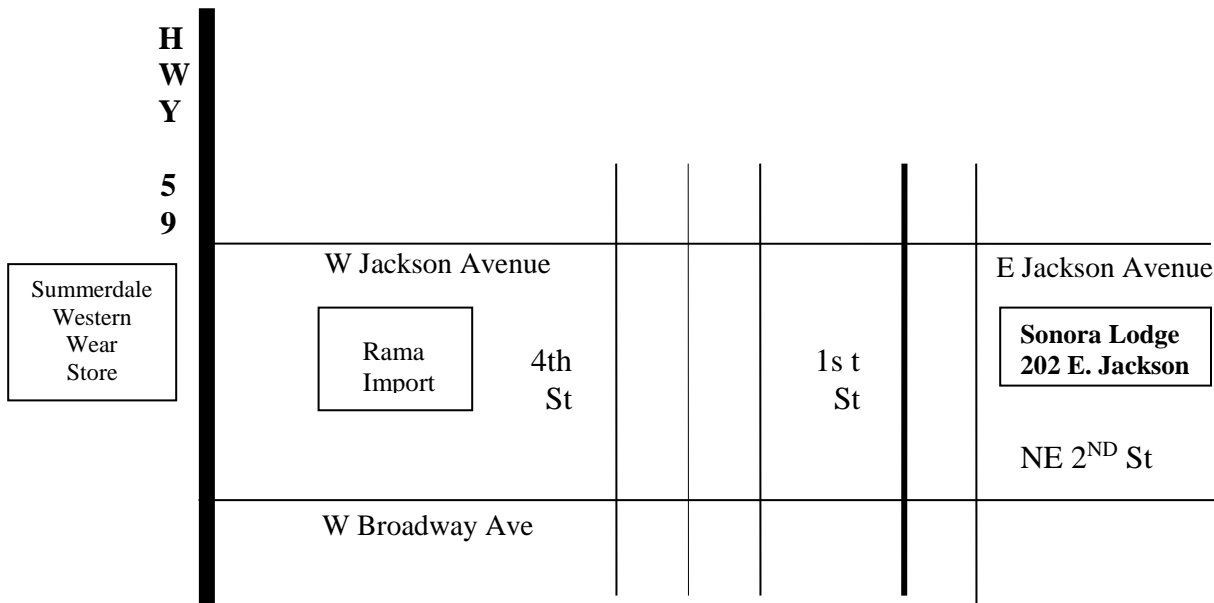 H
W
Y
5
9
W Jackson Avenue
E Jackson Avenue
Summerdale
Western
Wear
Store
Rama
Import
4th
St
1s t
St
Sonora Lodge
202 E. Jackson
NE 2ND St
W Broadway Ave